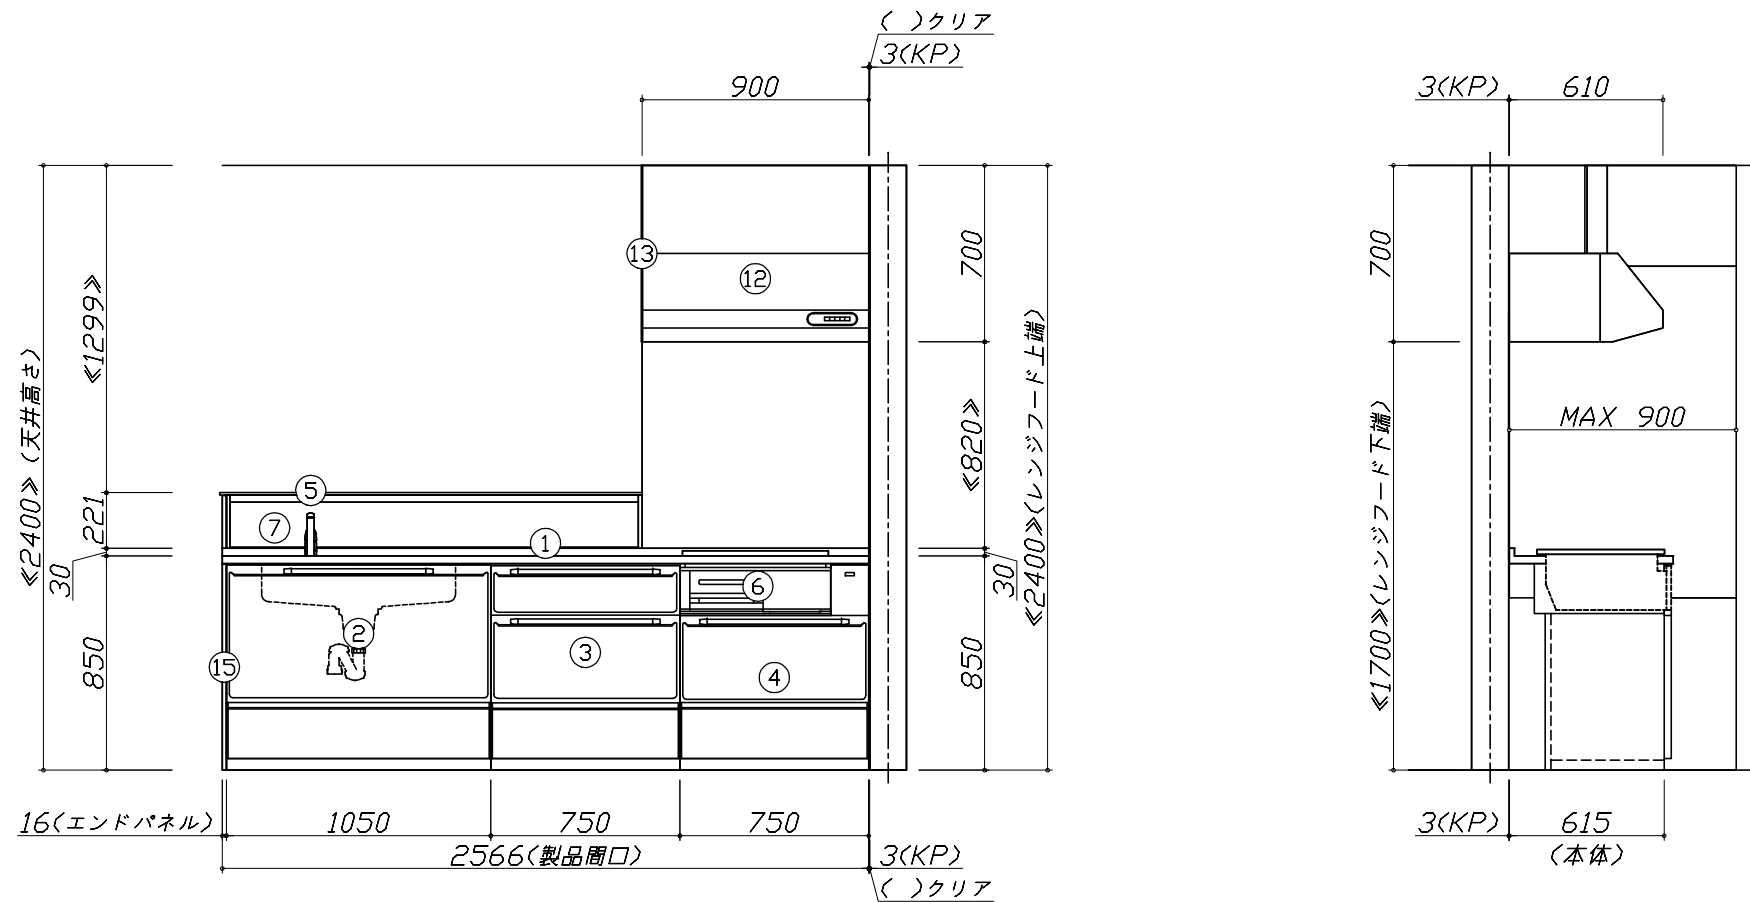 ( )クリア
3(KP)
900
3(KP)
610
≪2400≫(天井高さ)
≪1299≫
221
30
850
13
12
5
7
1
6
2
3
15
4
700
≪820≫
30
850
≪2400≫(レンジフード上端)
700
≪1700≫(レンジフード下端)
MAX 900
16(エンドパネル)
1050
750
750
2566(製品間口)
3(KP)
( )クリア
3(KP)
615
(本体)